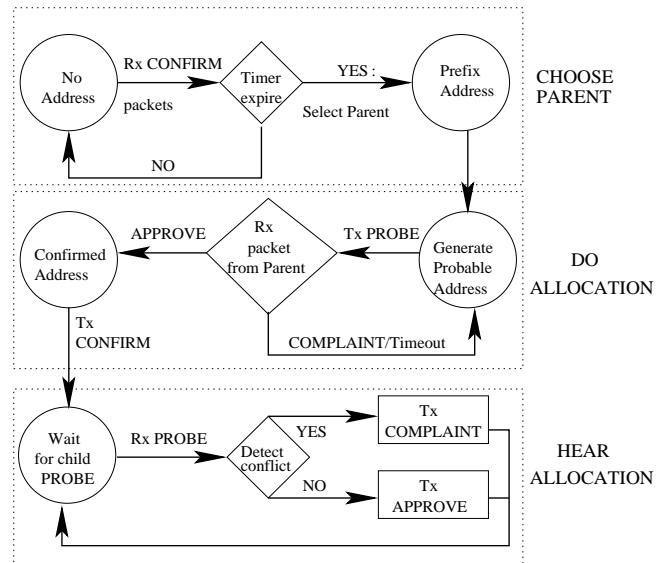 No
Address
Rx CONFIRM
packets
Timer
expire
YES :
Select Parent
Prefix
Address
NO
CHOOSE
PARENT
Confirmed
Address
APPROVE
Rx
packet
from Parent
Tx PROBE
Generate
Probable
Address
COMPLAINT/Timeout
DO
ALLOCATION
Tx
CONFIRM
Wait
for child
PROBE
Rx PROBE
Detect
conflict
YES
Tx
COMPLAINT
NO
Tx
APPROVE
HEAR
ALLOCATION